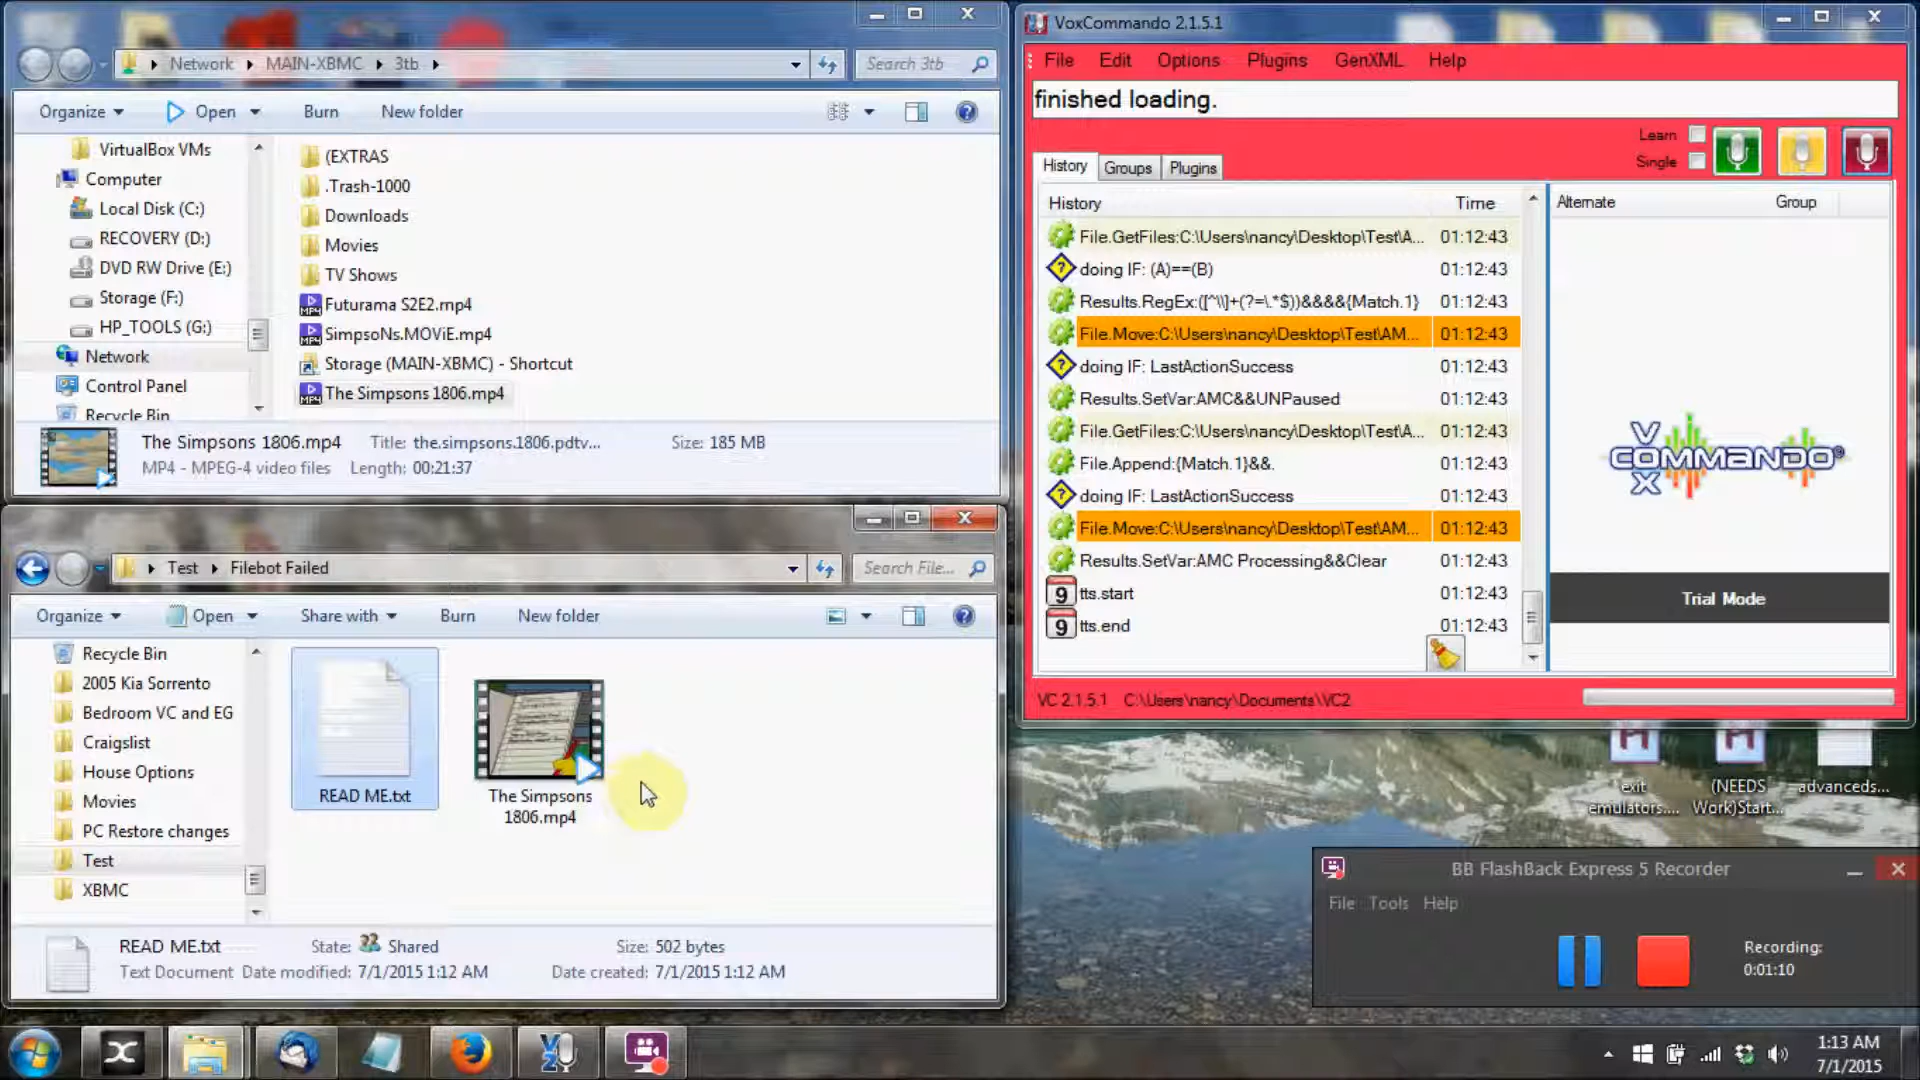 Network MAIN-XBMC 3tb
Search 3tb
Organize Open Burn New folder
VirtualBox VMs
Computer
Local Disk (C:)
RECOVERY (D:)
DVD RW Drive (E:)
Storage (F:)
HP_TOOLS (G:)
Network
Control Panel
Recycle Bin
(EXTRAS
.Trash-1000
Downloads
Movies
TV Shows
Futurama S2E2.mp4
SimpsoNs.MOViE.mp4
Storage (MAIN-XBMC) - Shortcut
The Simpsons 1806.mp4
The Simpsons 1806.mp4 Title: the.simpsons.1806.pdtv... Size: 185 MB
MP4 - MPEG-4 video files Length: 00:21:37
Test Filebot Failed
Search File...
Organize Open Share with Burn New folder
Recycle Bin
2005 Kia Sorrento
Bedroom VC and EG
Craigslist
House Options
Movies
PC Restore changes
Test
XBMC
READ ME.txt
The Simpsons
1806.mp4
READ ME.txt State: Shared Size: 502 bytes
Text Document Date modified: 7/1/2015 1:12 AM Date created: 7/1/2015 1:12 AM
VoxCommando 2.1.5.1
File Edit Options Plugins GenXML Help
finished loading.
Learn
Single
History Groups Plugins
History Time
File.GetFiles:C:\Users\nancy\Desktop\Test\A... 01:12:43
doing IF: (A)==(B) 01:12:43
Results.RegEx:([^\\]+(?=\.*$))&&&&{Match.1} 01:12:43
File.Move:C:\Users\nancy\Desktop\Test\AM... 01:12:43
doing IF: LastActionSuccess 01:12:43
Results.SetVar:AMC&&UNPaused 01:12:43
File.GetFiles:C:\Users\nancy\Desktop\Test\A... 01:12:43
File.Append:{Match.1}&&. 01:12:43
doing IF: LastActionSuccess 01:12:43
File.Move:C:\Users\nancy\Desktop\Test\AM... 01:12:43
Results.SetVar:AMC Processing&&Clear 01:12:43
9 tts.start 01:12:43
9 tts.end 01:12:43
Alternate Group
VOX
COMMANDO®
Trial Mode
VC 2.1.5.1 C:\Users\nancy\Documents\VC2
exit
emulators....
(NEEDS
Work)Start...
advanceds...
BB FlashBack Express 5 Recorder
File Tools Help
Recording:
0:01:10
1:13 AM
7/1/2015